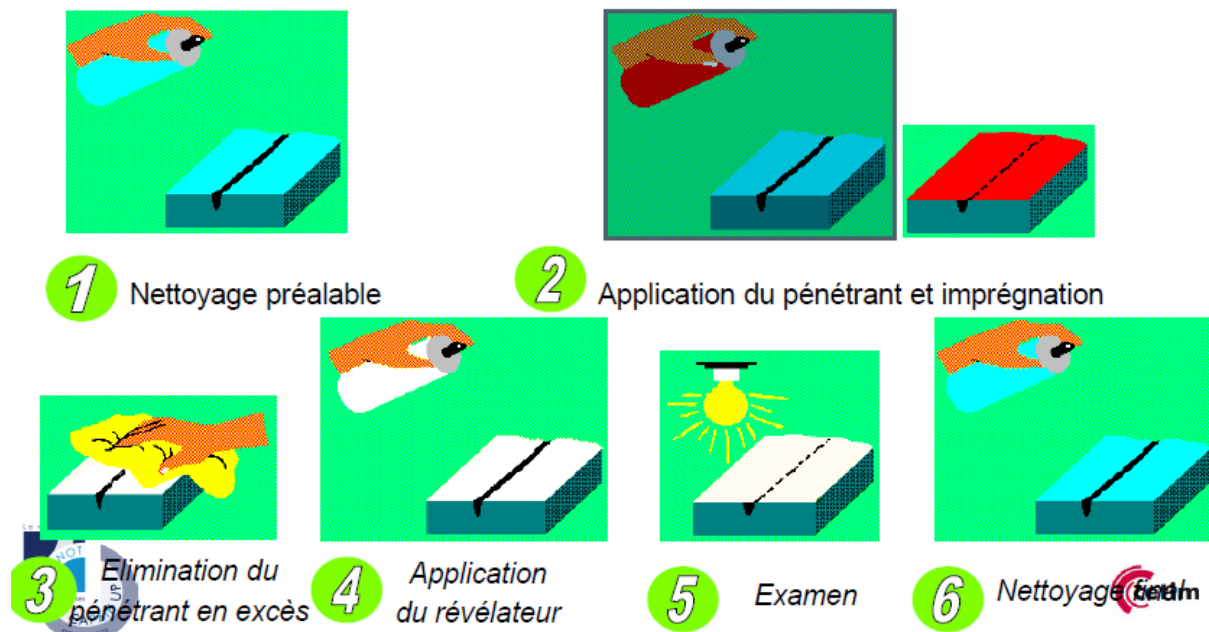 1 Nettoyage préalable
2 Application du pénétrant et imprégnation
3 Elimination du
pénétrant en excès
4 Application
du révélateur
5 Examen
6 Nettoyage final